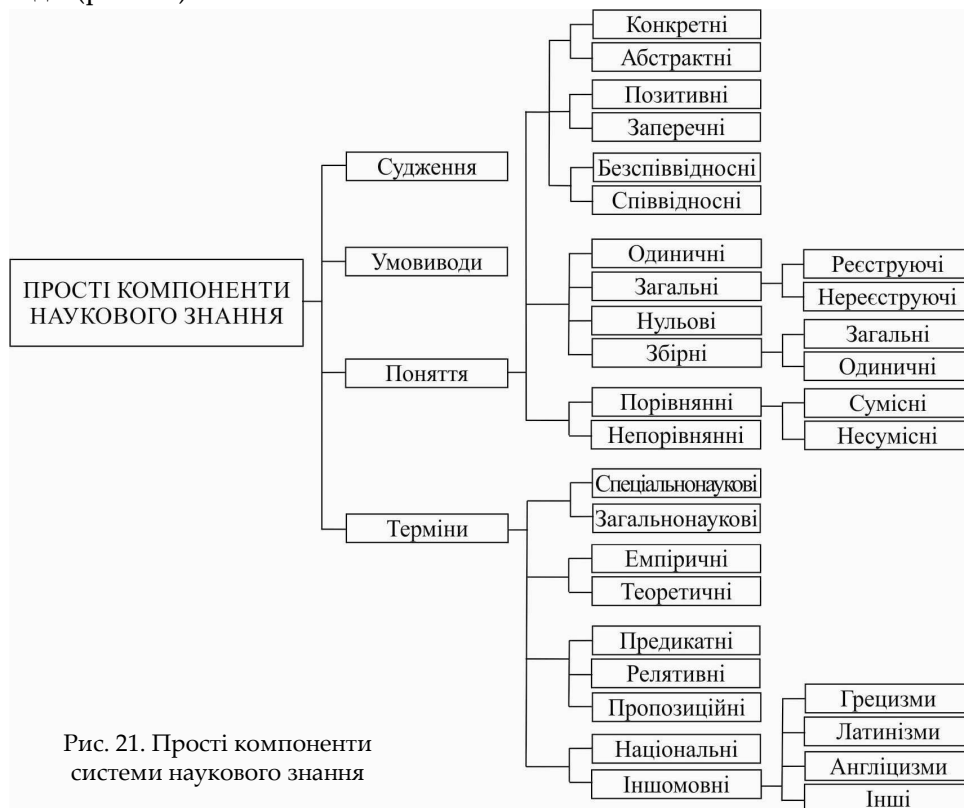 Конкретні
Абстрактні
Позитивні
Заперечні
Безспіввідносні
Співвідносні
Судження
Умовиводи
ПРОСТІ КОМПОНЕНТИ
НАУКОВОГО ЗНАННЯ
Поняття
Одиничні
Загальні
Нульові
Збірні
Реєструючі
Нереєструючі
Загальні
Одиничні
Порівнянні
Непорівнянні
Сумісні
Несумісні
Терміни
Спеціальнонаукові
Загальнонаукові
Емпіричні
Теоретичні
Предикатні
Релятивні
Пропозиційні
Національні
Іншомовні
Грецизми
Латинізми
Англіцизми
Інші
Рис. 21. Прості компоненти
системи наукового знання